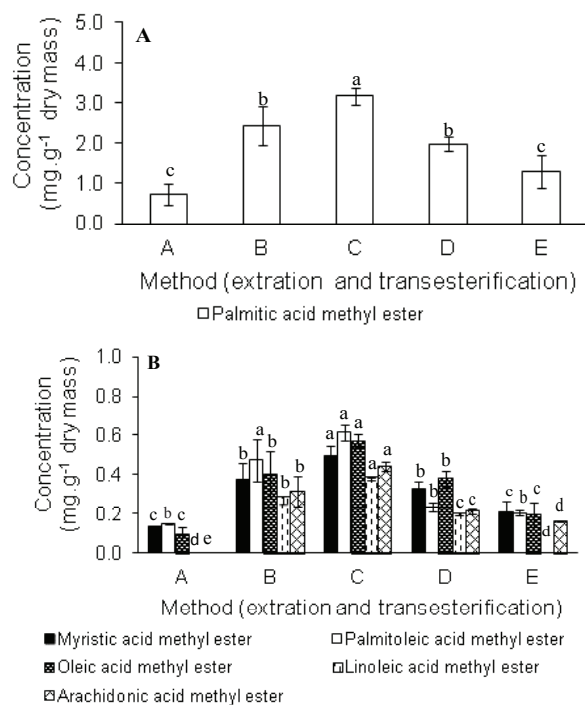 A
Concentration
(mg.g⁻¹ dry mass)
5.0
4.0
3.0
2.0
1.0
0.0
c b a b c
A B C D E
Method (extration and transesterification)
Palmitic acid methyl ester
B
Concentration
(mg.g⁻¹ dry mass)
1.0
0.8
0.6
0.4
0.2
0.0
c b c d e b a b b b a a a a a b b b c c c b c d d
A B C D E
Method (extration and transesterification)
Myristic acid methyl ester Palmitoleic acid methyl ester
Oleic acid methyl ester Linoleic acid methyl ester
Arachidonic acid methyl ester